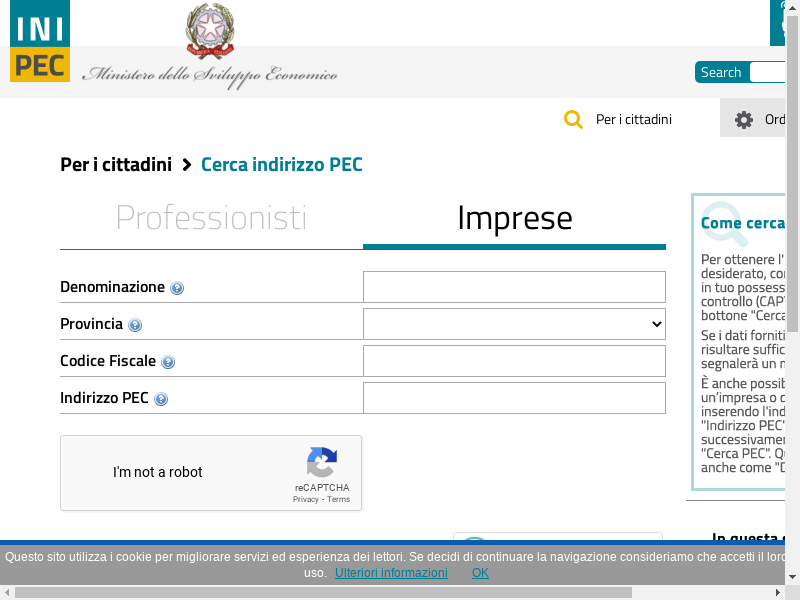 INI
PEC
Ministero dello Sviluppo Economico
Search
Per i cittadini
Ord
Per i cittadini > Cerca indirizzo PEC
Professionisti
Imprese
Denominazione
Provincia
Codice Fiscale
Indirizzo PEC
I'm not a robot
reCAPTCHA
Privacy - Terms
Come cerca
Per ottenere l'
desiderato, co
in tuo possess
controllo (CAP
bottone "Cerca
Se i dati forniti
risultare suffic
segnalerà un m
È anche possib
un'impresa o d
inserendo l'ind
"Indirizzo PEC"
successivamen
"Cerca PEC". Q
anche come "D
In questa
Questo sito utilizza i cookie per migliorare servizi ed esperienza dei lettori. Se decidi di continuare la navigazione consideriamo che accetti il loro
uso. Ulteriori informazioni OK